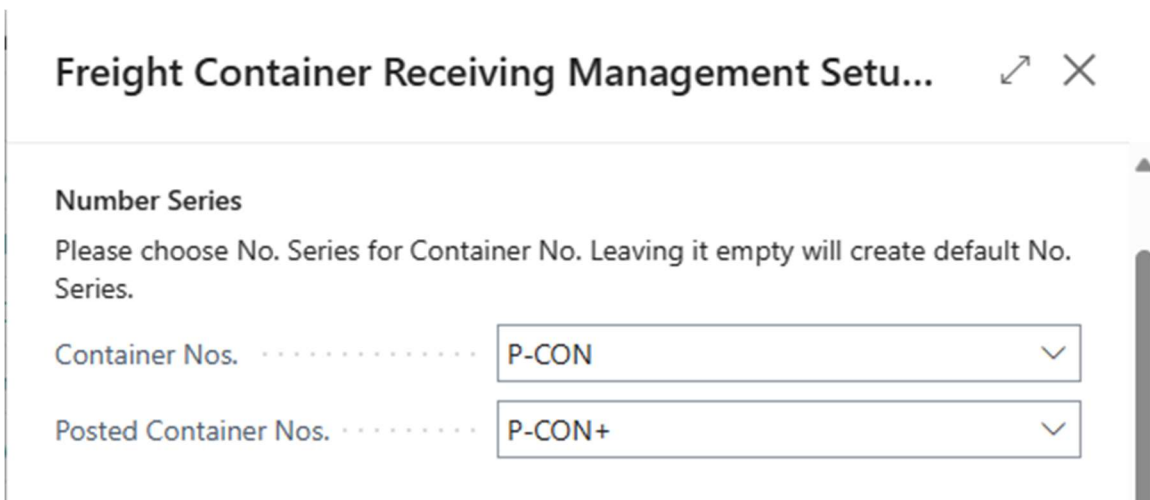 Freight Container Receiving Management Setu...
Number Series
Please choose No. Series for Container No. Leaving it empty will create default No.
Series.
Container Nos. P-CON
Posted Container Nos. P-CON+